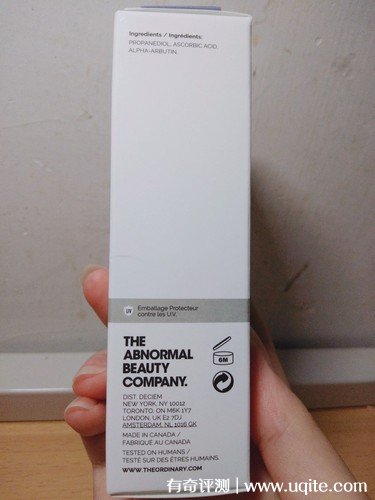 Ingredients / Ingrédients:
PROPANEDIOL, ASCORBIC ACID,
ALPHA-ARBUTIN.
UV
Emballage Protecteur
contre les U.V.
THE
ABNORMAL
BEAUTY
COMPANY.
6M
DIST. DECIEM
NEW YORK, NY 10012
TORONTO, ON M6K 1Y7
LONDON, UK E2 7DJ
AMSTERDAM, NL 1016 GK
MADE IN CANADA /
FABRIQUÉ AU CANADA
TESTED ON HUMANS /
TESTÉ SUR DES ÊTRES HUMAINS.
WWW.THEORDINARY.COM
有奇评测 | www.uqite.com